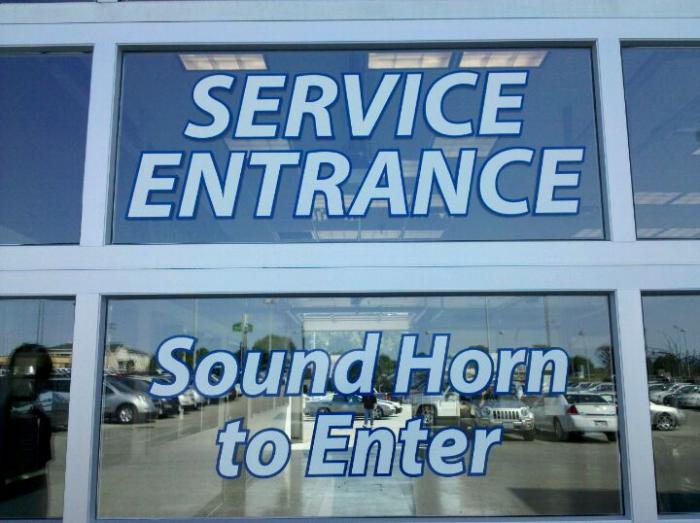 SERVICE
ENTRANCE
Sound Horn
to Enter